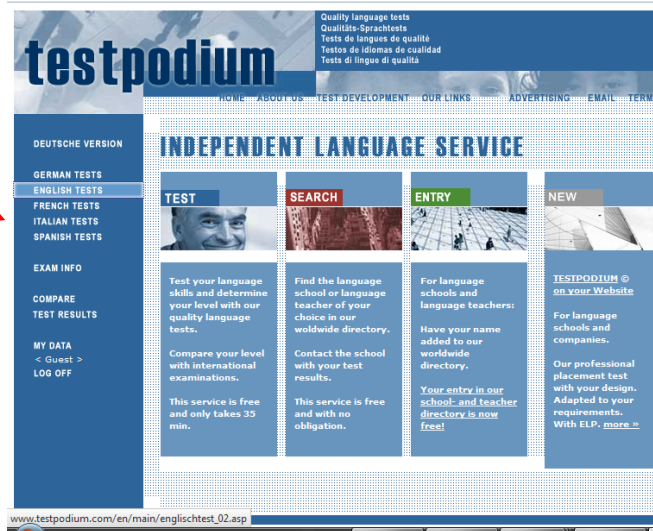 Quality language tests
Qualitäts-Sprachtests
Tests de langues de qualité
Testos de idiomas de cualidad
Tests di lingue di qualità
testpodium
HOME ABOUT US TEST DEVELOPMENT OUR LINKS ADVERTISING EMAIL TERM
DEUTSCHE VERSION
GERMAN TESTS
ENGLISH TESTS
FRENCH TESTS
ITALIAN TESTS
SPANISH TESTS
EXAM INFO
COMPARE
TEST RESULTS
MY DATA
< Guest >
LOG OFF
INDEPENDENT LANGUAGE SERVICE
TEST
Test your language
skills and determine
your level with our
quality language
tests.
Compare your level
with international
examinations.
This service is free
and only takes 35
min.
SEARCH
Find the language
school or language
teacher of your
choice in our
woldwide directory.
Contact the school
with your test
results.
This service is free
and with no
obligation.
ENTRY
For language
schools and
language teachers:
Have your name
added to our
worldwide
directory.
Your entry in our
school- and teacher
directory is now
free!
NEW
TESTPODIUM ©
on your Website
For language
schools and
companies.
Our professional
placement test
with your design.
Adapted to your
requirements.
With ELP. more »
www.testpodium.com/en/main/englischtest_02.asp